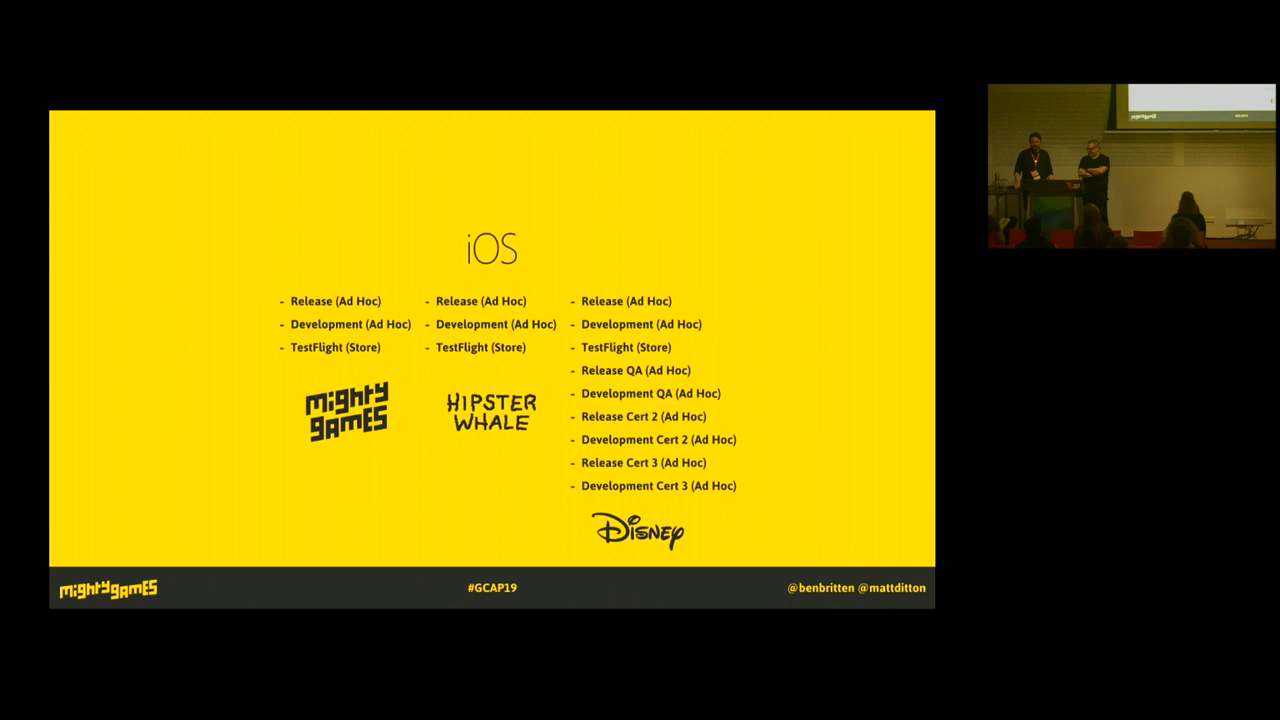 iOS
- Release (Ad Hoc)
- Development (Ad Hoc)
- TestFlight (Store)
mighty
games
- Release (Ad Hoc)
- Development (Ad Hoc)
- TestFlight (Store)
HIPSTER
WHALE
- Release (Ad Hoc)
- Development (Ad Hoc)
- TestFlight (Store)
- Release QA (Ad Hoc)
- Development QA (Ad Hoc)
- Release Cert 2 (Ad Hoc)
- Development Cert 2 (Ad Hoc)
- Release Cert 3 (Ad Hoc)
- Development Cert 3 (Ad Hoc)
Disney
mighty games
#GCAP19
@benbritten @mattditton